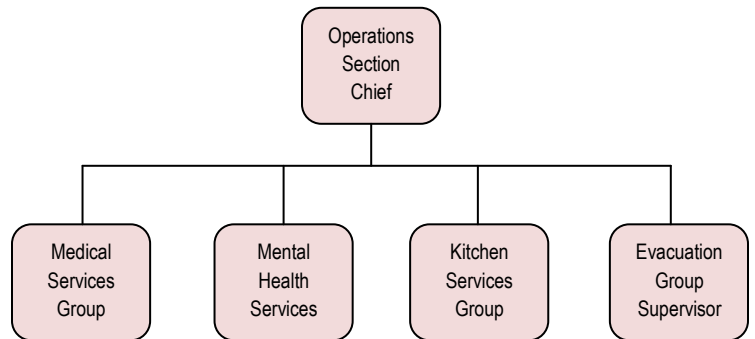 Operations
Section
Chief
Medical
Services
Group
Mental
Health
Services
Kitchen
Services
Group
Evacuation
Group
Supervisor